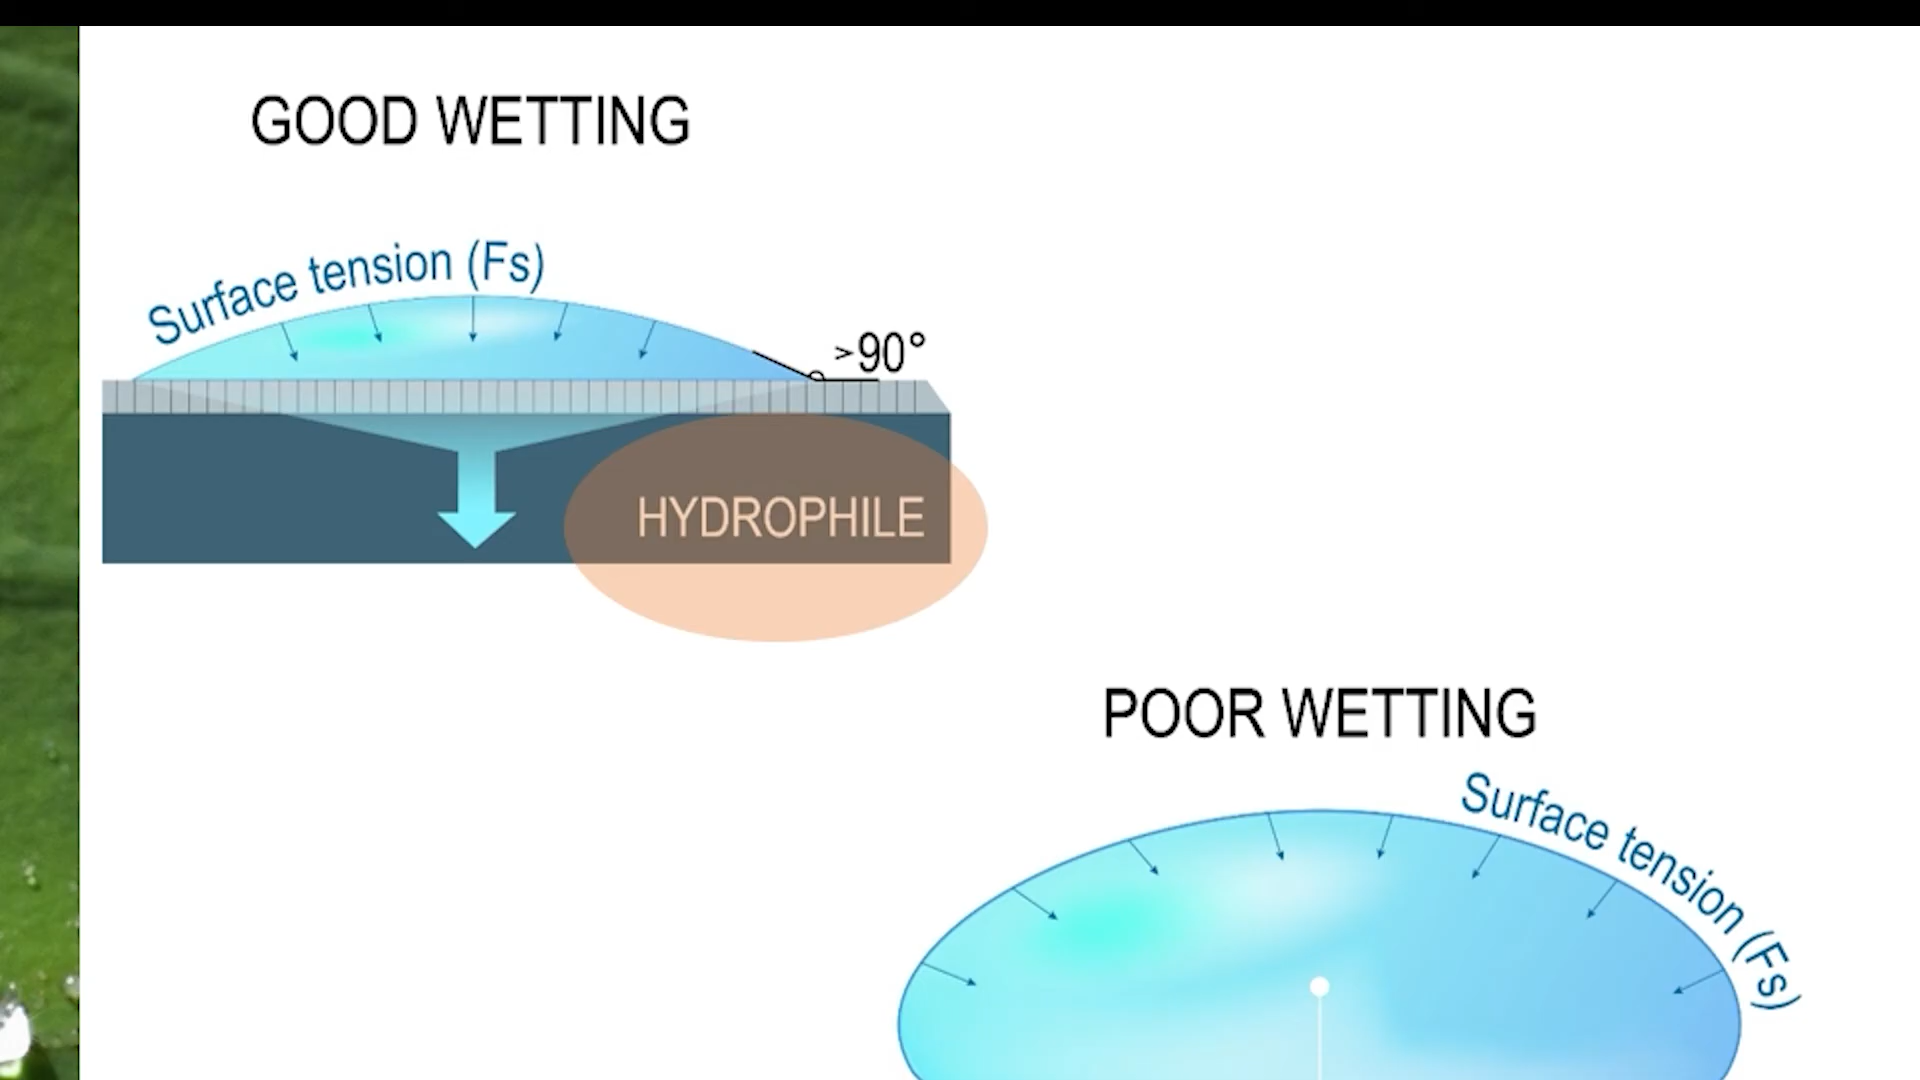 GOOD WETTING
Surface tension (Fs)
>90°
HYDROPHILE
POOR WETTING
Surface tension (Fs)